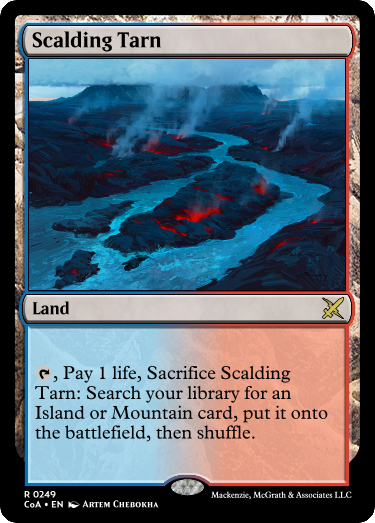 Scalding Tarn
Land
, Pay 1 life, Sacrifice Scalding
Tarn: Search your library for an
Island or Mountain card, put it onto
the battlefield, then shuffle.
R 0249
CoA • EN ARTEM CHEBOKHA
Mackenzie, McGrath & Associates LLC